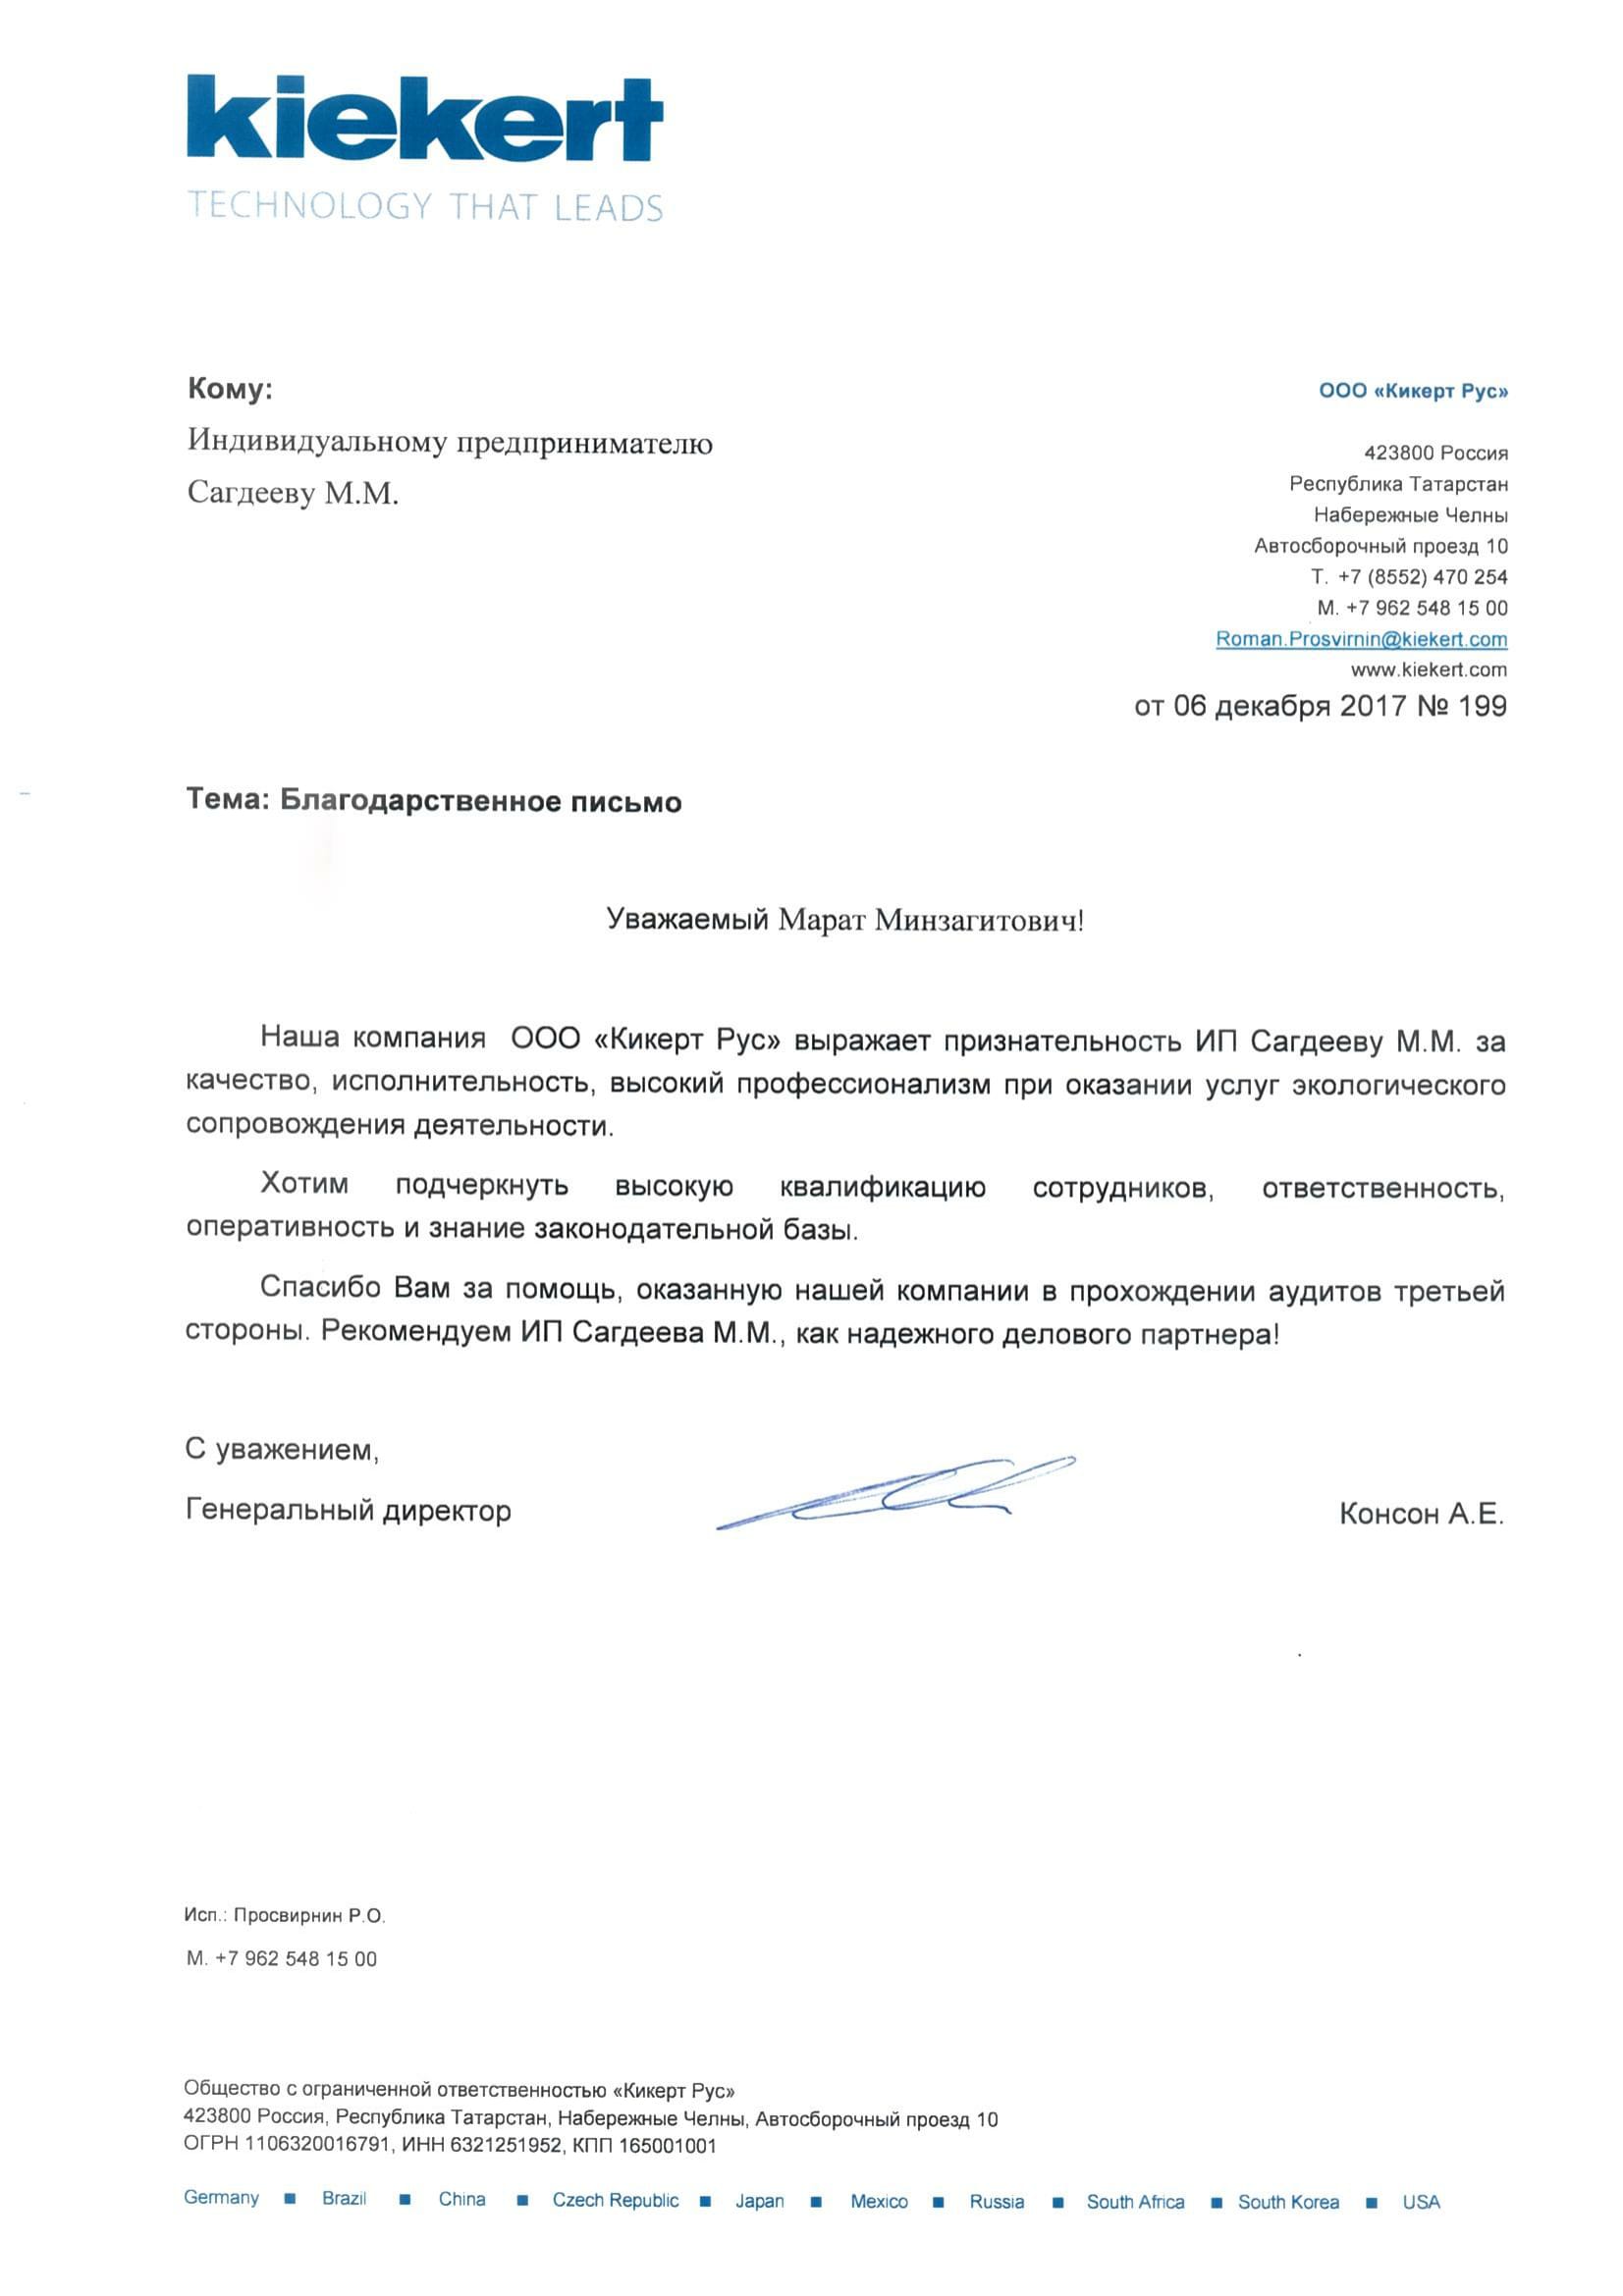 kiekert
TECHNOLOGY THAT LEADS
Кому:
Индивидуальному предпринимателю
Сагдееву М.М.
ООО «Кикерт Рус»
423800 Россия
Республика Татарстан
Набережные Челны
Автосборочный проезд 10
Т. +7 (8552) 470 254
М. +7 962 548 15 00
Roman.Prosvirnin@kiekert.com
www.kiekert.com
от 06 декабря 2017 № 199
Тема: Благодарственное письмо
Уважаемый Марат Минзагитович!
Наша компания ООО «Кикерт Рус» выражает признательность ИП Сагдееву М.М. за
качество, исполнительность, высокий профессионализм при оказании услуг экологического
сопровождения деятельности.
Хотим подчеркнуть высокую квалификацию сотрудников, ответственность,
оперативность и знание законодательной базы.
Спасибо Вам за помощь, оказанную нашей компании в прохождении аудитов третьей
стороны. Рекомендуем ИП Сагдеева М.М., как надежного делового партнера!
С уважением,
Генеральный директор Консон А.Е.
Исп.: Просвирнин Р.О.
М. +7 962 548 15 00
Общество с ограниченной ответственностью «Кикерт Рус»
423800 Россия, Республика Татарстан, Набережные Челны, Автосборочный проезд 10
ОГРН 1106320016791, ИНН 6321251952, КПП 165001001
Germany ■ Brazil ■ China ■ Czech Republic ■ Japan ■ Mexico ■ Russia ■ South Africa ■ South Korea ■ USA